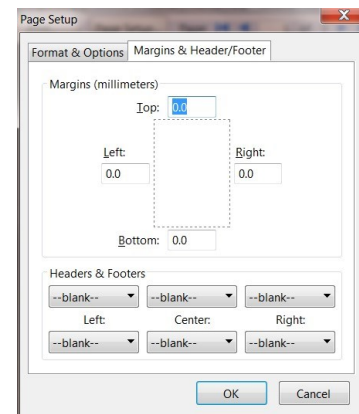 Page Setup
Format & Options Margins & Header/Footer
Margins (millimeters)
Top: 0.0
Left: Right:
0.0 0.0
Bottom: 0.0
Headers & Footers
--blank-- --blank-- --blank--
Left: Center: Right:
--blank-- --blank-- --blank--
OK Cancel